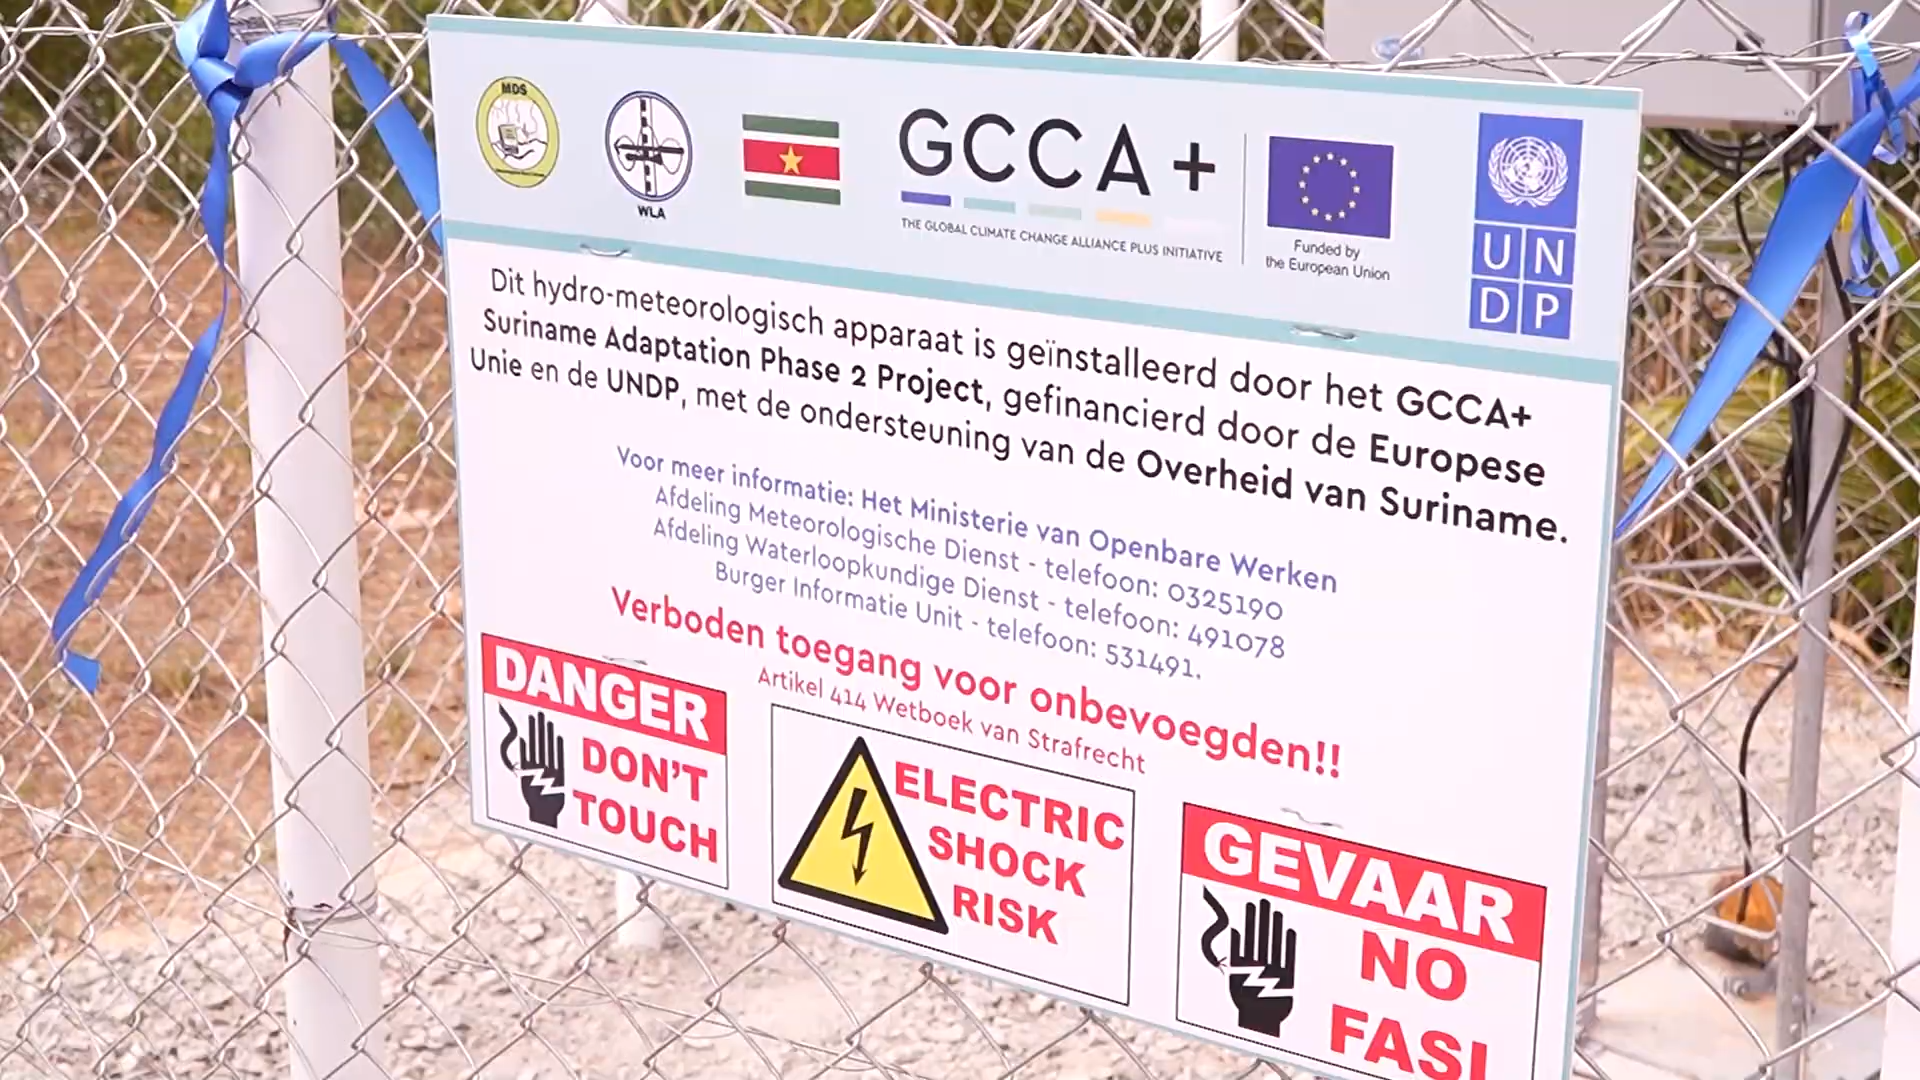 MDS
WLA
GCCA+
THE GLOBAL CLIMATE CHANGE ALLIANCE PLUS INITIATIVE
Funded by
the European Union
UN
DP
Dit hydro-meteorologisch apparaat is geïnstalleerd door het GCCA+
Suriname Adaptation Phase 2 Project, gefinancierd door de Europese
Unie en de UNDP, met de ondersteuning van de Overheid van Suriname.
Voor meer informatie: Het Ministerie van Openbare Werken
Afdeling Meteorologische Dienst - telefoon: 0325190
Afdeling Waterloopkundige Dienst - telefoon: 491078
Burger Informatie Unit - telefoon: 531491.
Verboden toegang voor onbevoegden!!
Artikel 414 Wetboek van Strafrecht
DANGER
DON'T
TOUCH
ELECTRIC
SHOCK
RISK
GEVAAR
NO
FASI